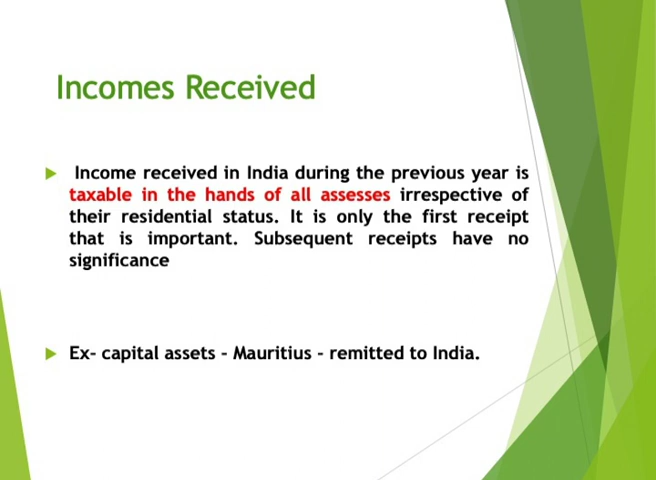 Incomes Received
Income received in India during the previous year is
taxable in the hands of all assesses irrespective of
their residential status. It is only the first receipt
that is important. Subsequent receipts have no
significance
Ex- capital assets - Mauritius - remitted to India.